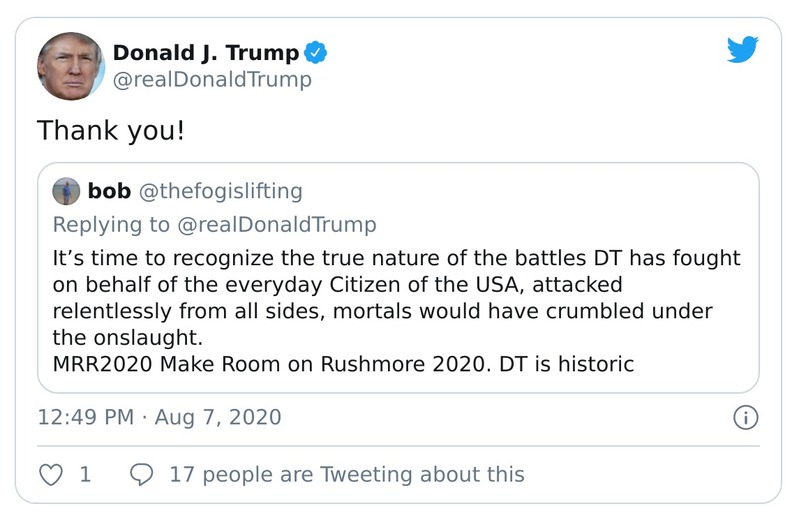 Donald J. Trump
@realDonaldTrump
Thank you!
bob @thefogislifting
Replying to @realDonaldTrump
It’s time to recognize the true nature of the battles DT has fought
on behalf of the everyday Citizen of the USA, attacked
relentlessly from all sides, mortals would have crumbled under
the onslaught.
MRR2020 Make Room on Rushmore 2020. DT is historic
12:49 PM · Aug 7, 2020
1 17 people are Tweeting about this